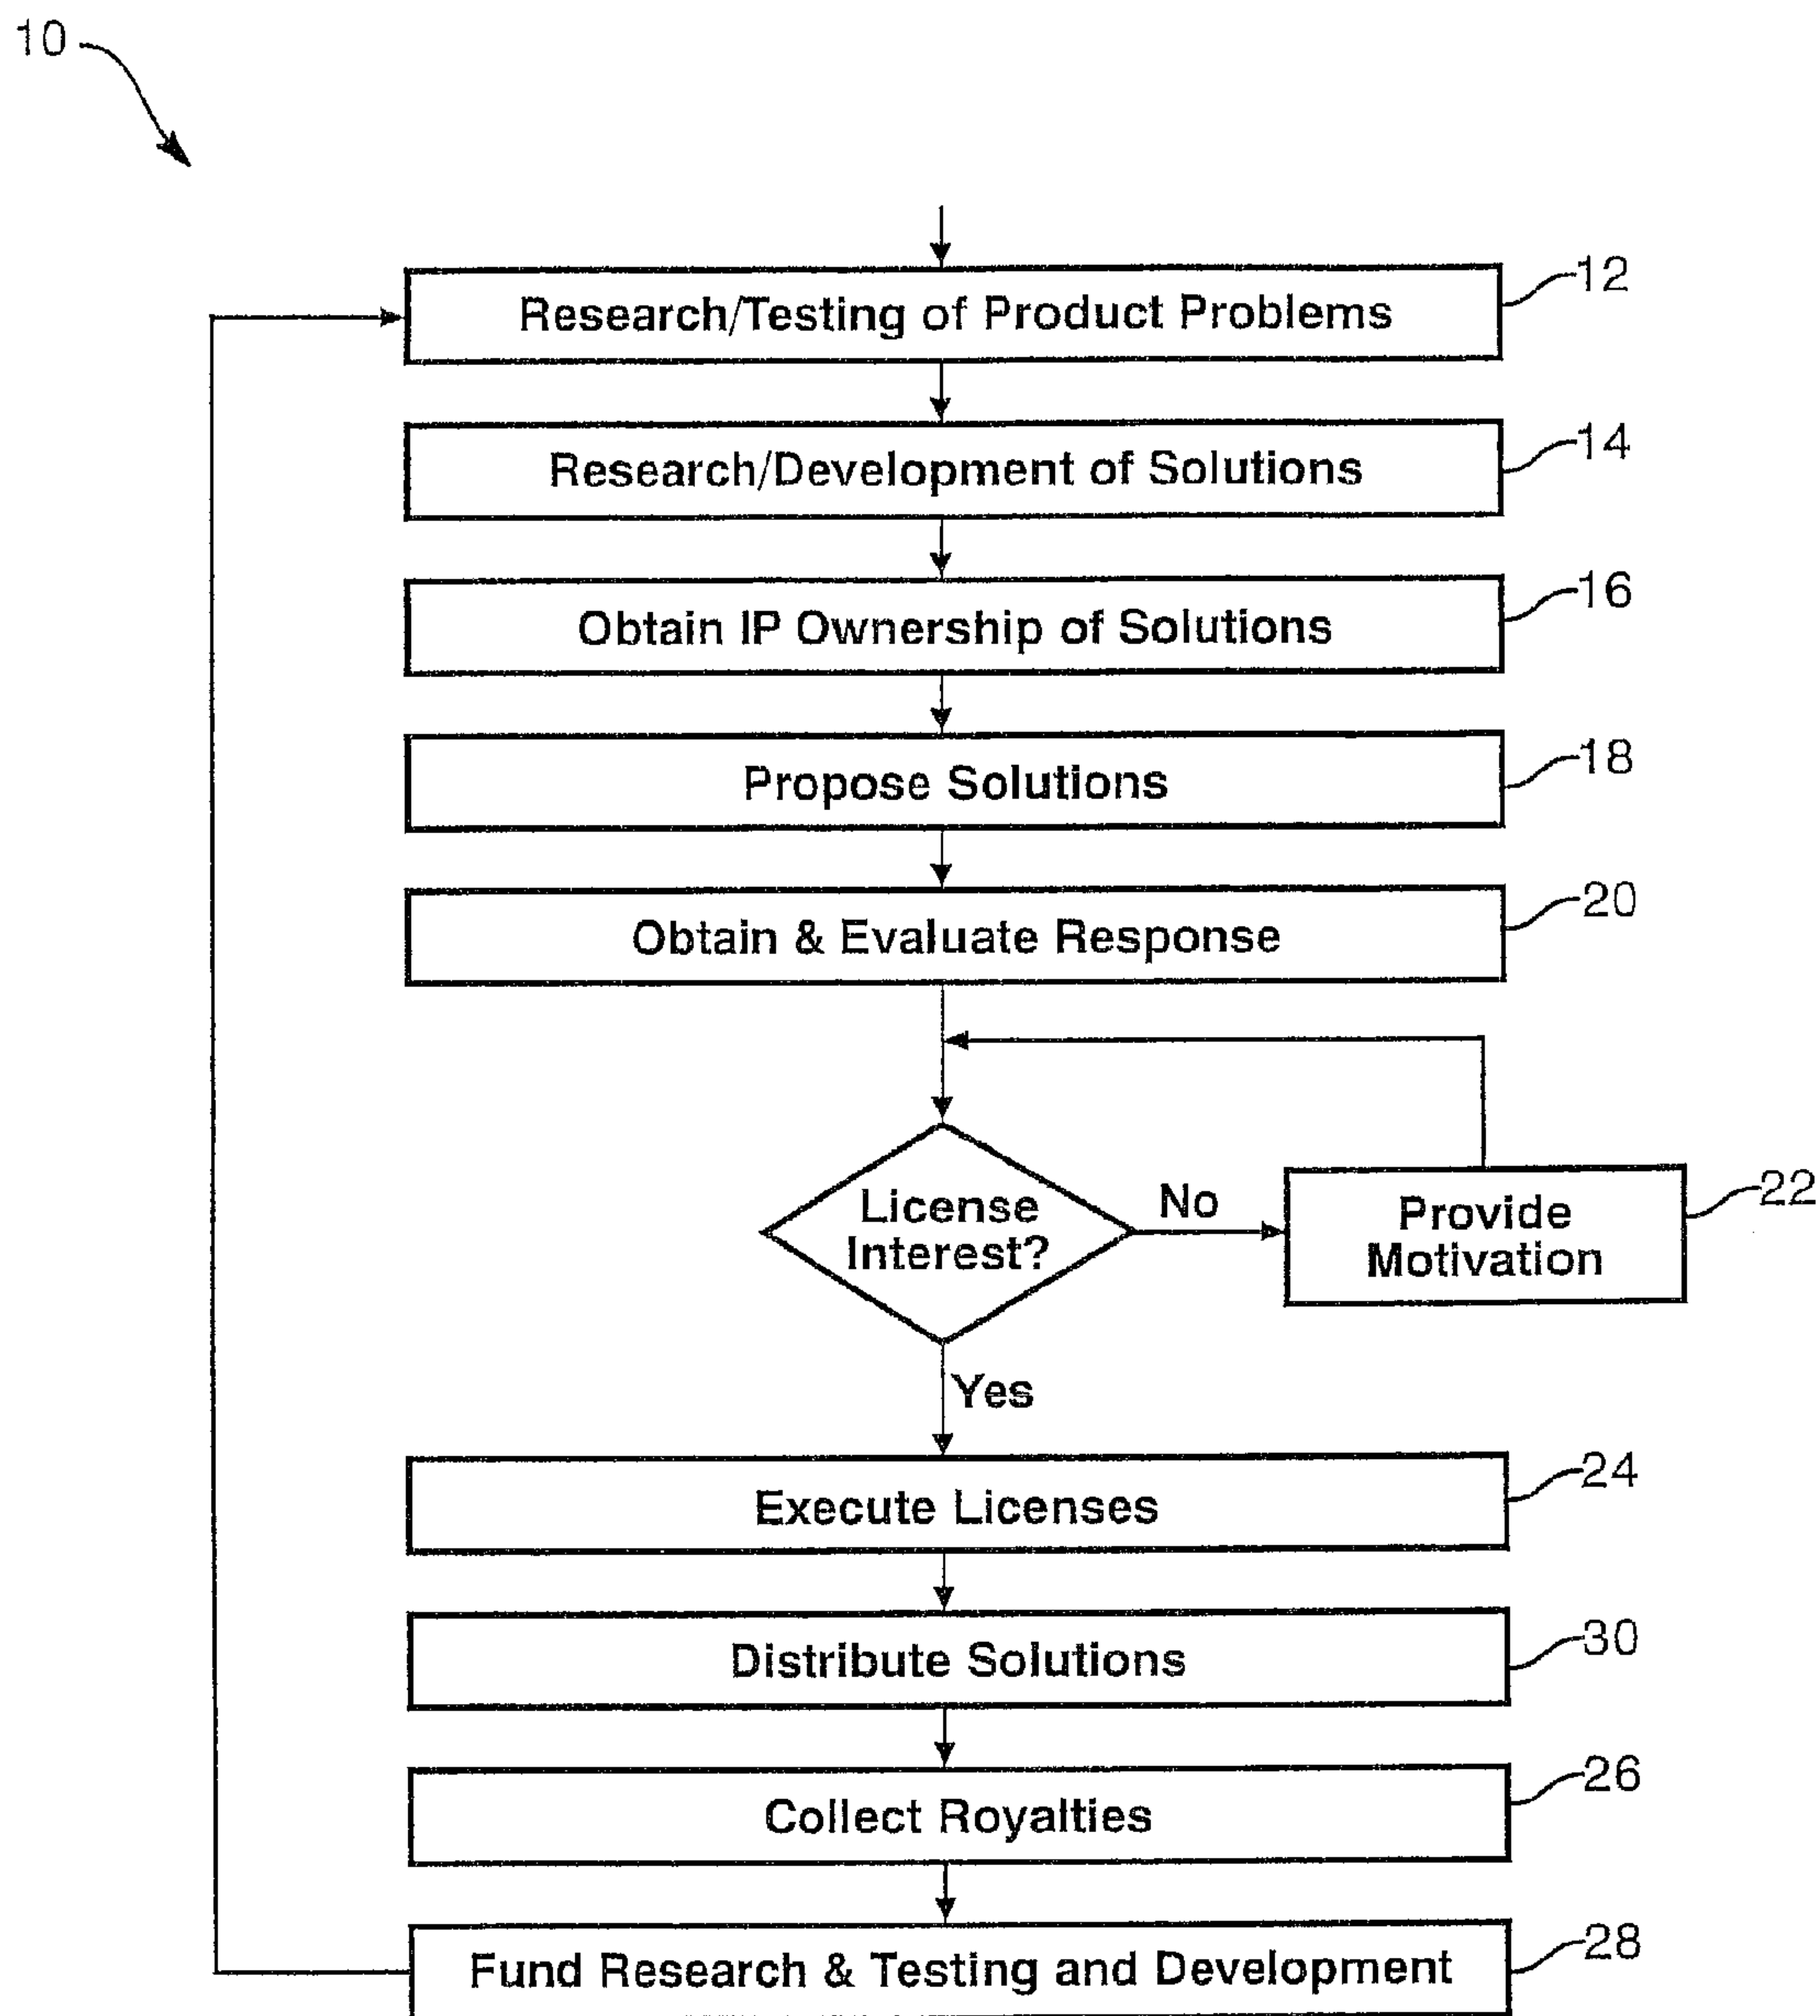 10
Research/Testing of Product Problems
12
Research/Development of Solutions
14
Obtain IP Ownership of Solutions
16
Propose Solutions
18
Obtain & Evaluate Response
20
License
Interest?
No
Provide
Motivation
22
Yes
Execute Licenses
24
Distribute Solutions
30
Collect Royalties
26
Fund Research & Testing and Development
28